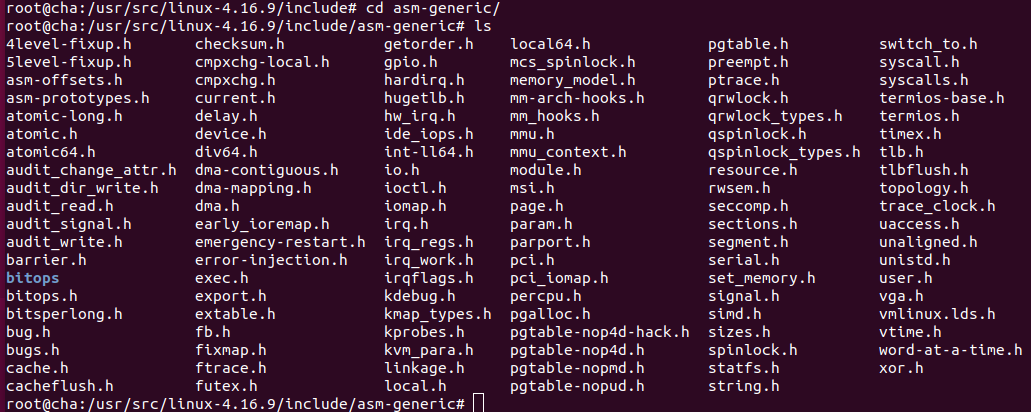 root@cha:/usr/src/linux-4.16.9/include# cd asm-generic/
root@cha:/usr/src/linux-4.16.9/include/asm-generic# ls
4level-fixup.h checksum.h getorder.h local64.h pgtable.h switch_to.h
5level-fixup.h cmpxchg-local.h gpio.h mcs_spinlock.h preempt.h syscall.h
asm-offsets.h cmpxchg.h hardirq.h memory_model.h ptrace.h syscalls.h
asm-prototypes.h current.h hugetlb.h mm-arch-hooks.h qrwlock.h termios-base.h
atomic-long.h delay.h hw_irq.h mm_hooks.h qrwlock_types.h termios.h
atomic.h device.h ide_iops.h mmu.h qspinlock.h timex.h
atomic64.h div64.h int-ll64.h mmu_context.h qspinlock_types.h tlb.h
audit_change_attr.h dma-contiguous.h io.h module.h resource.h tlbflush.h
audit_dir_write.h dma-mapping.h ioctl.h msi.h rwsem.h topology.h
audit_read.h dma.h iomap.h page.h seccomp.h trace_clock.h
audit_signal.h early_ioremap.h irq.h param.h sections.h uaccess.h
audit_write.h emergency-restart.h irq_regs.h parport.h segment.h unaligned.h
barrier.h error-injection.h irq_work.h pci.h serial.h unistd.h
bitops exec.h irqflags.h pci_iomap.h set_memory.h user.h
bitops.h export.h kdebug.h percpu.h signal.h vga.h
bitsperlong.h extable.h kmap_types.h pgalloc.h simd.h vmlinux.lds.h
bug.h fb.h kprobes.h pgtable-nop4d-hack.h sizes.h vtime.h
bugs.h fixmap.h kvm_para.h pgtable-nop4d.h spinlock.h word-at-a-time.h
cache.h ftrace.h linkage.h pgtable-nopmd.h statfs.h xor.h
cacheflush.h futex.h local.h pgtable-nopud.h string.h
root@cha:/usr/src/linux-4.16.9/include/asm-generic#